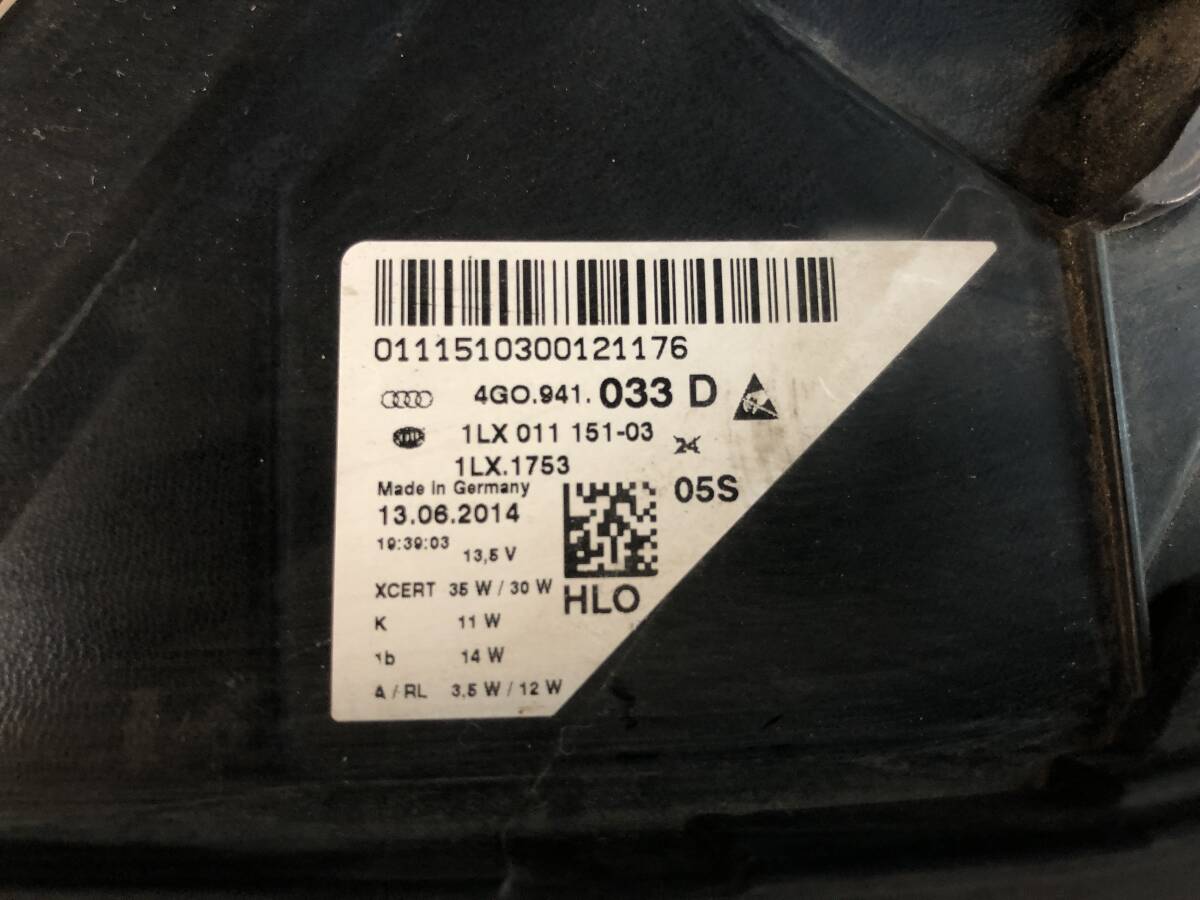 0111510300121176
4GO.941.033 D
1LX 011 151-03
24
1LX.1753
Made in Germany
05S
13.06.2014
19:39:03
13,5 V
XCERT 35 W / 30 W
HLO
K 11 W
1b 14 W
A / RL 3,5 W / 12 W